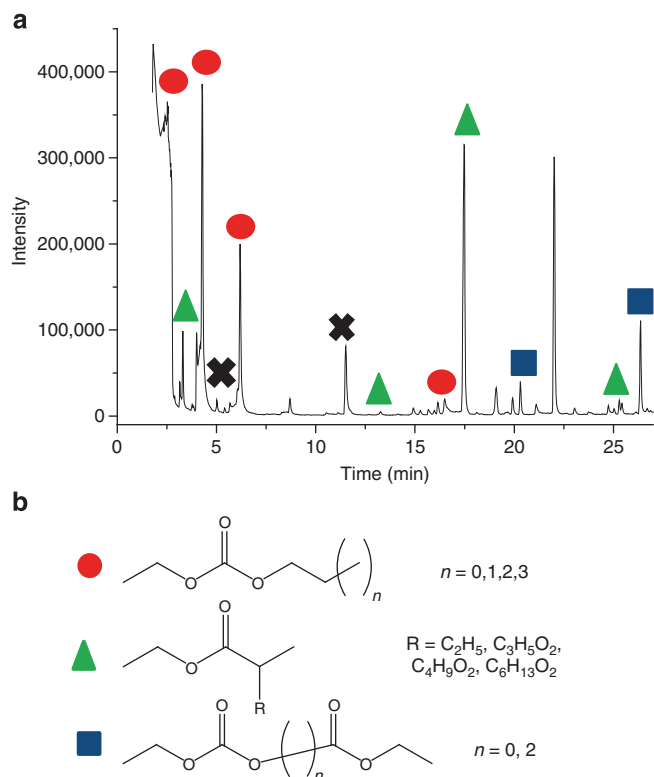 a
400,000
300,000
200,000
100,000
0
Intensity
0 5 10 15 20 25
Time (min)
b
O
O O
n
n = 0,1,2,3
O
O
R
R = C₂H₅, C₃H₅O₂,
C₄H₉O₂, C₆H₁₃O₂
O O
O O O
n
n = 0, 2